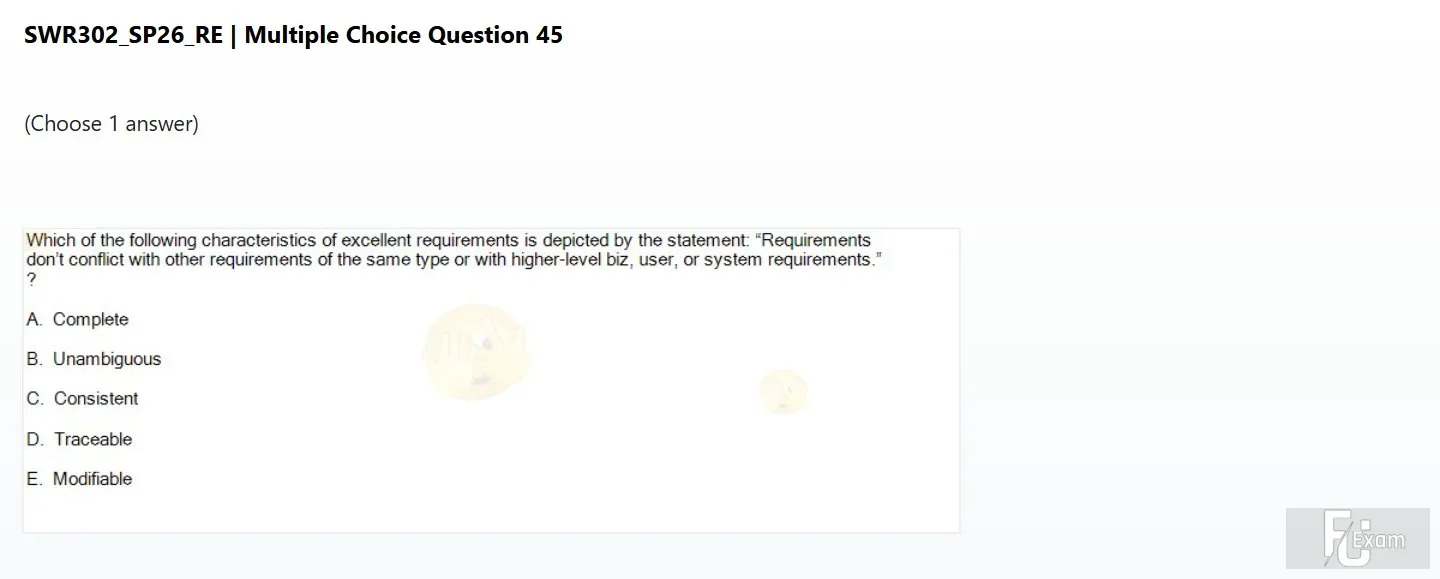 SWR302_SP26_RE | Multiple Choice Question 45
(Choose 1 answer)
Which of the following characteristics of excellent requirements is depicted by the statement: “Requirements
don't conflict with other requirements of the same type or with higher-level biz, user, or system requirements.”
?
A. Complete
B. Unambiguous
C. Consistent
D. Traceable
E. Modifiable
FU Exam